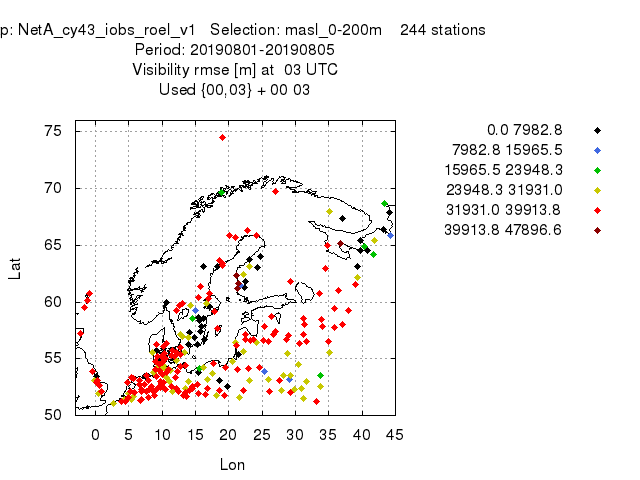 p: NetA_cy43_iobs_roel_v1 Selection: masl_0-200m 244 stations
Period: 20190801-20190805
Visibility rmse [m] at 03 UTC
Used {00,03} + 00 03
0.0 7982.8
7982.8 15965.5
15965.5 23948.3
23948.3 31931.0
31931.0 39913.8
39913.8 47896.6
75
70
65
60
55
50
Lat
0 5 10 15 20 25 30 35 40 45
Lon